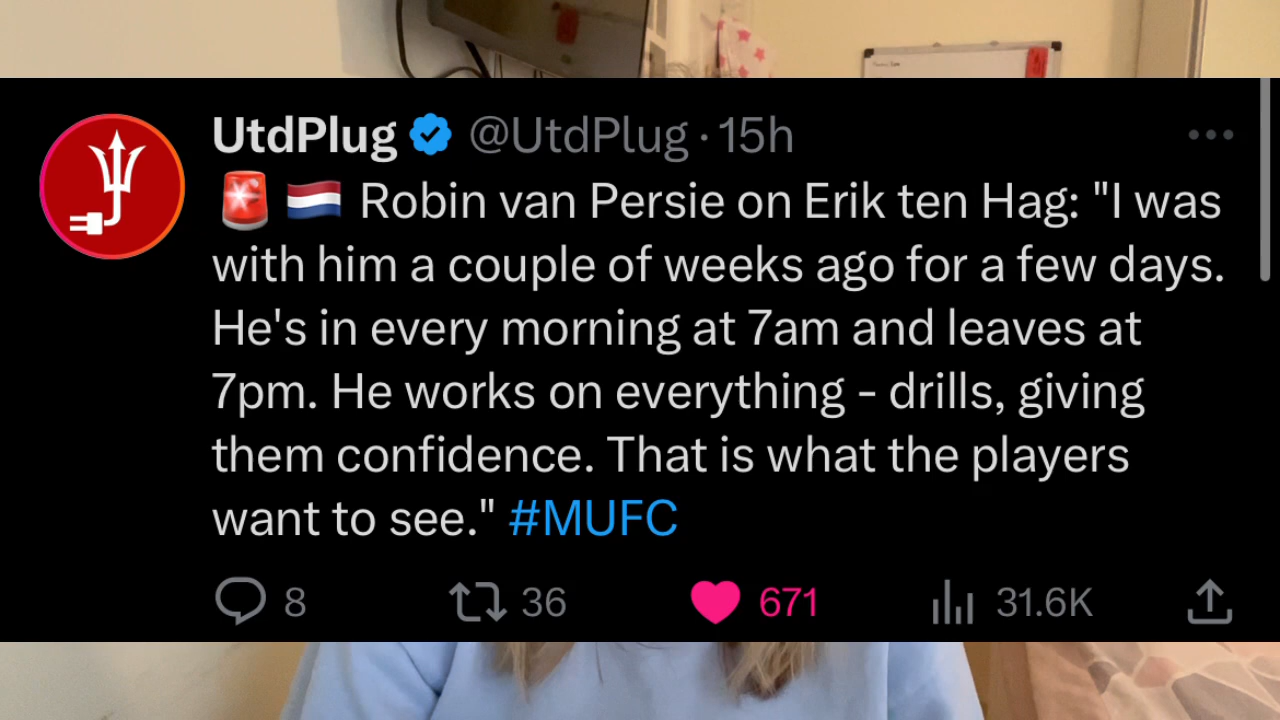 UtdPlug @UtdPlug · 15h
🚨 🇳🇱 Robin van Persie on Erik ten Hag: "I was
with him a couple of weeks ago for a few days.
He's in every morning at 7am and leaves at
7pm. He works on everything - drills, giving
them confidence. That is what the players
want to see." #MUFC
8 36 671 31.6K